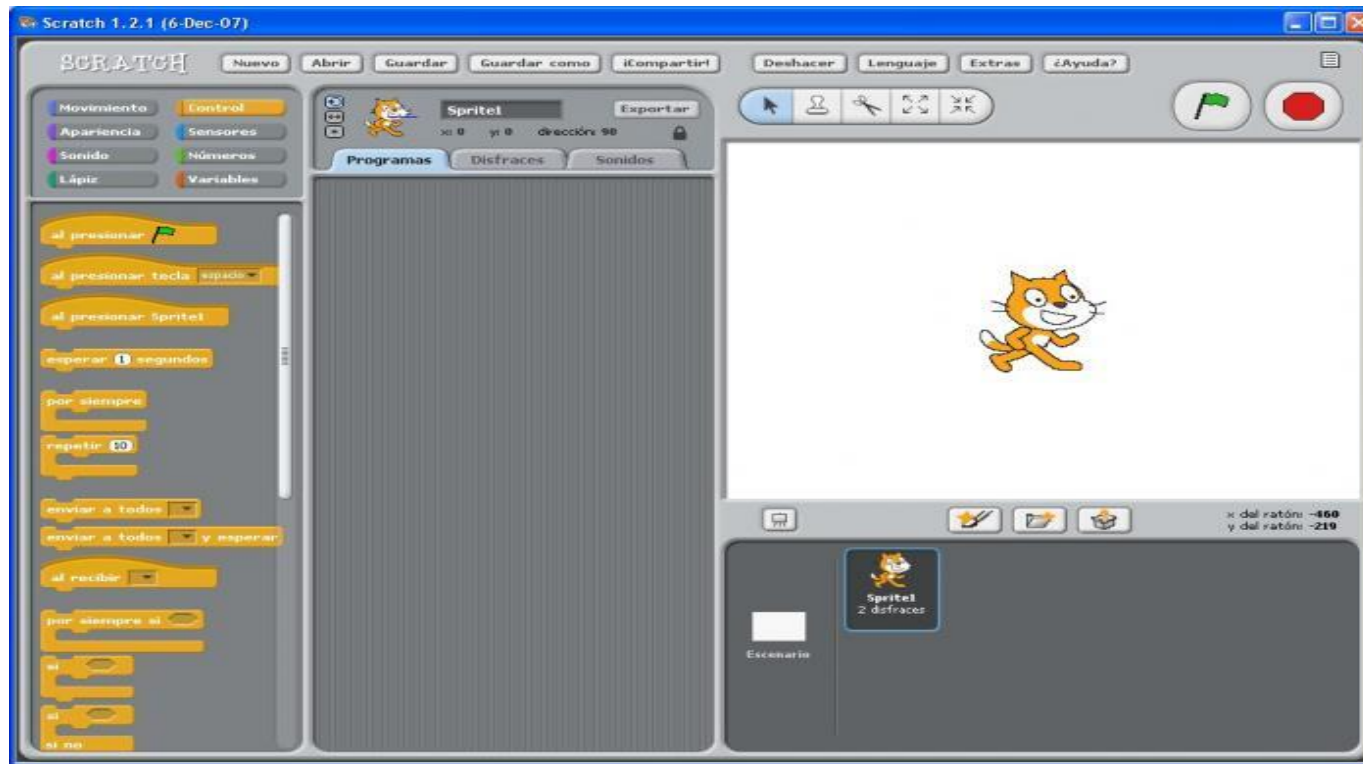 Scratch 1.2.1 (6-Dec-07)
SCRATCH Nuevo Abrir Guardar Guardar como ¡Compartir! Deshacer Lenguaje Extras ¿Ayuda?
Movimiento Control
Apariencia Sensores
Sonido Números
Lápiz Variables
Sprite1 Exportar
x: 0 y: 0 dirección: 90
Programas Disfraces Sonidos
al presionar
al presionar tecla espacio
al presionar Sprite1
esperar 1 segundos
por siempre
repetir 10
enviar a todos
enviar a todos y esperar
al recibir
por siempre si
si
si
si no
x del ratón: -460
y del ratón: -219
Sprite1
2 disfraces
Escenario